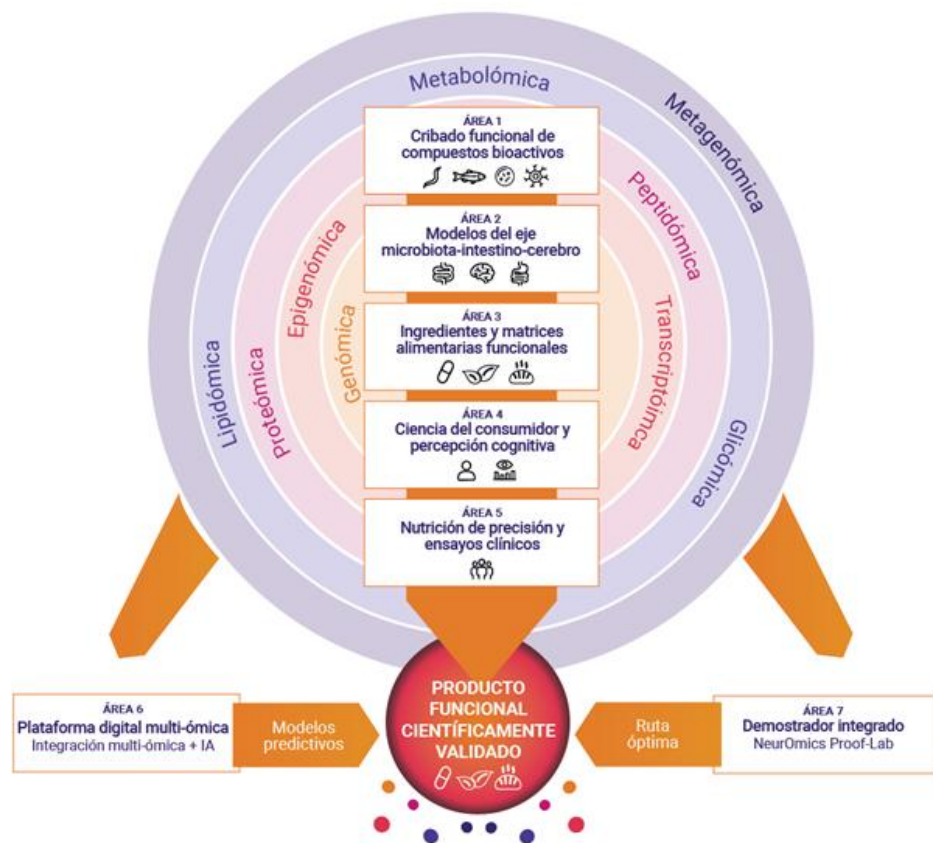 Metabolómica
Metagenómica
ÁREA 1
Cribado funcional de
compuestos bioactivos
Peptidómica
ÁREA 2
Modelos del eje
microbiota-intestino-cerebro
Epigenómica
Genómica
ÁREA 3
Ingredientes y matrices
alimentarias funcionales
Transcriptóimca
Lipidómica
Proteómica
ÁREA 4
Ciencia del consumidor y
percepción cognitiva
Glicómica
ÁREA 5
Nutrición de precisión y
ensayos clínicos
ÁREA 6
Plataforma digital multi-ómica
Integración multi-ómica + IA
Modelos
predictivos
PRODUCTO
FUNCIONAL
CIENTÍFICAMENTE
VALIDADO
Ruta
óptima
ÁREA 7
Demostrador integrado
NeurOmics Proof-Lab